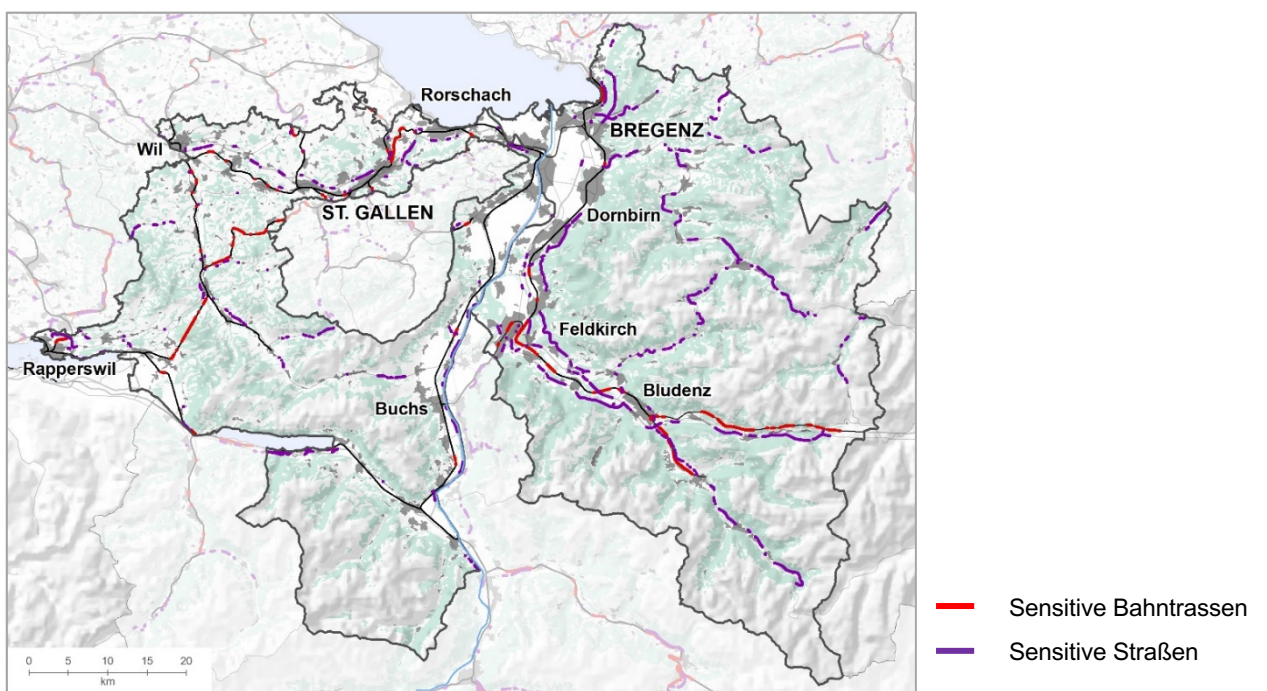 Rorschach
BREGENZ
Wil
ST. GALLEN
Dornbirn
Feldkirch
Rapperswil
Bludenz
Buchs
Sensitive Bahntrassen
Sensitive Straßen
0 5 10 15 20
km